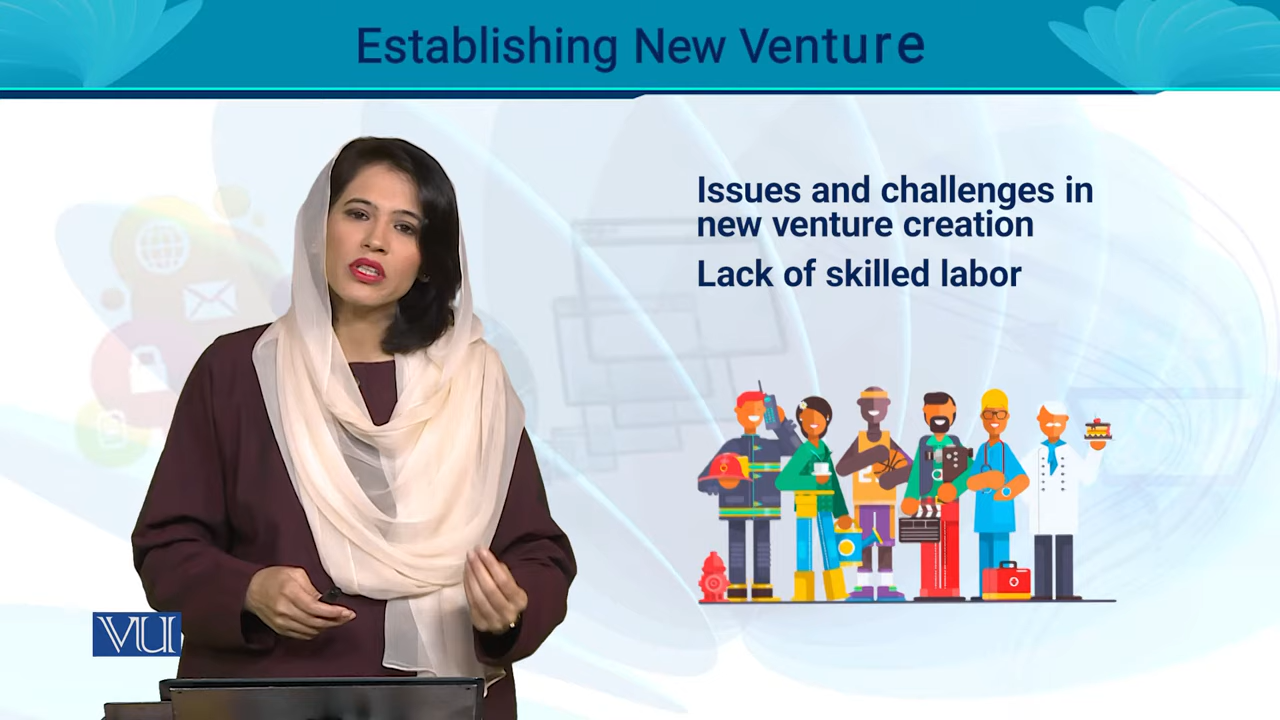 Establishing New Venture
Issues and challenges in
new venture creation
Lack of skilled labor
VU